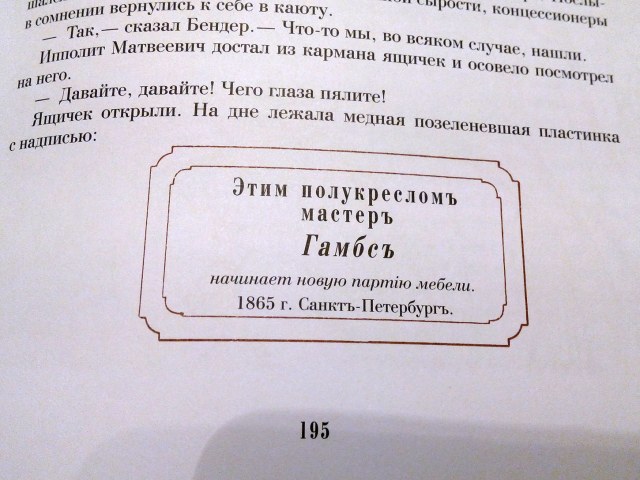 сырости, концессионеры
в сомнении вернулись к себе в каюту.
— Так,— сказал Бендер.— Что-то мы, во всяком случае, нашли.
Ипполит Матвеевич достал из кармана ящичек и осовело посмотрел
на него.
— Давайте, давайте! Чего глаза пялите!
Ящичек открыли. На дне лежала медная позеленевшая пластинка
с надписью:
Этим полукресломъ
мастеръ
Гамбсъ
начинает новую партiю мебели.
1865 г. Санктъ-Петербургъ.
195